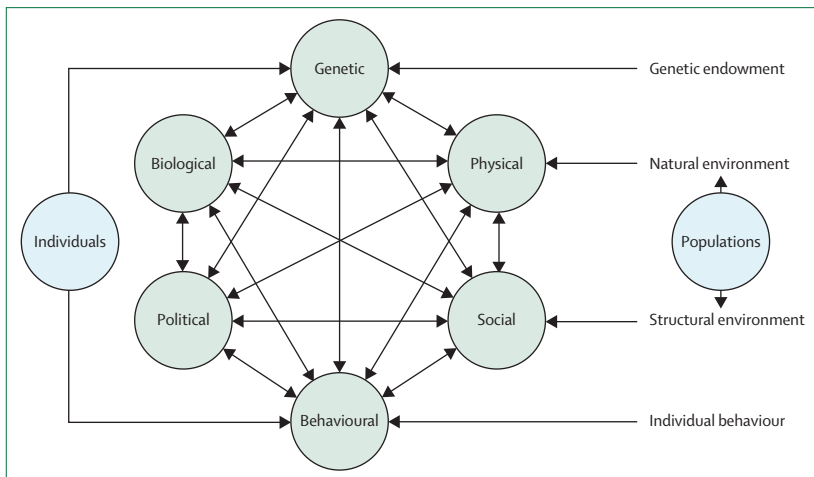 Genetic
Genetic endowment
Biological
Physical
Natural environment
Individuals
Populations
Political
Social
Structural environment
Behavioural
Individual behaviour